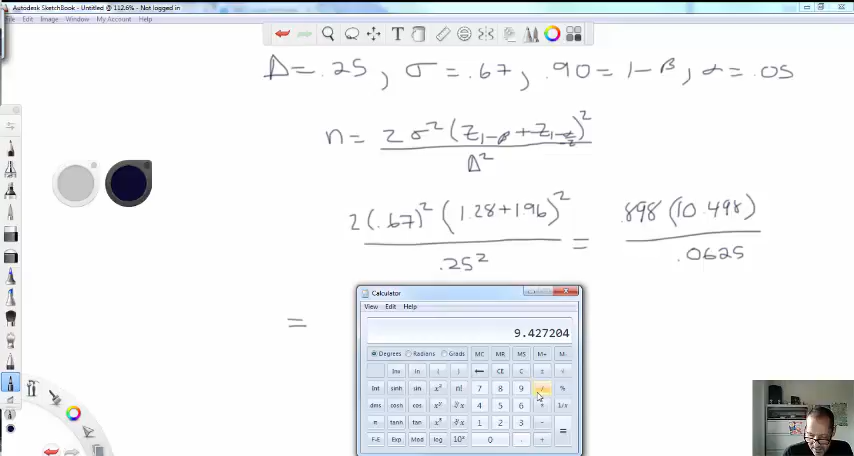 Autodesk SketchBook - Untitled @ 112.6% - Not logged in
File Edit Image Window My Account Help
Δ=.25, σ=.67, .90=1-β, α=.05
n= 2σ²(Z₁₋β+Z₁₋α/₂)²
Δ²
2(.67)²(1.28+1.96)² = .898(10.498)
.25² .0625
=
Calculator
View Edit Help
9.427204
Degrees Radians Grads MC MR MS M+ M-
Inv ln ( ) ← CE C ±
Int sinh sin x² n! 7 8 9 / %
dms cosh cos 4 5 6 * 1/x
π tanh tan x³ 1 2 3 - =
F-E Exp Mod log 10ˣ 0 . +